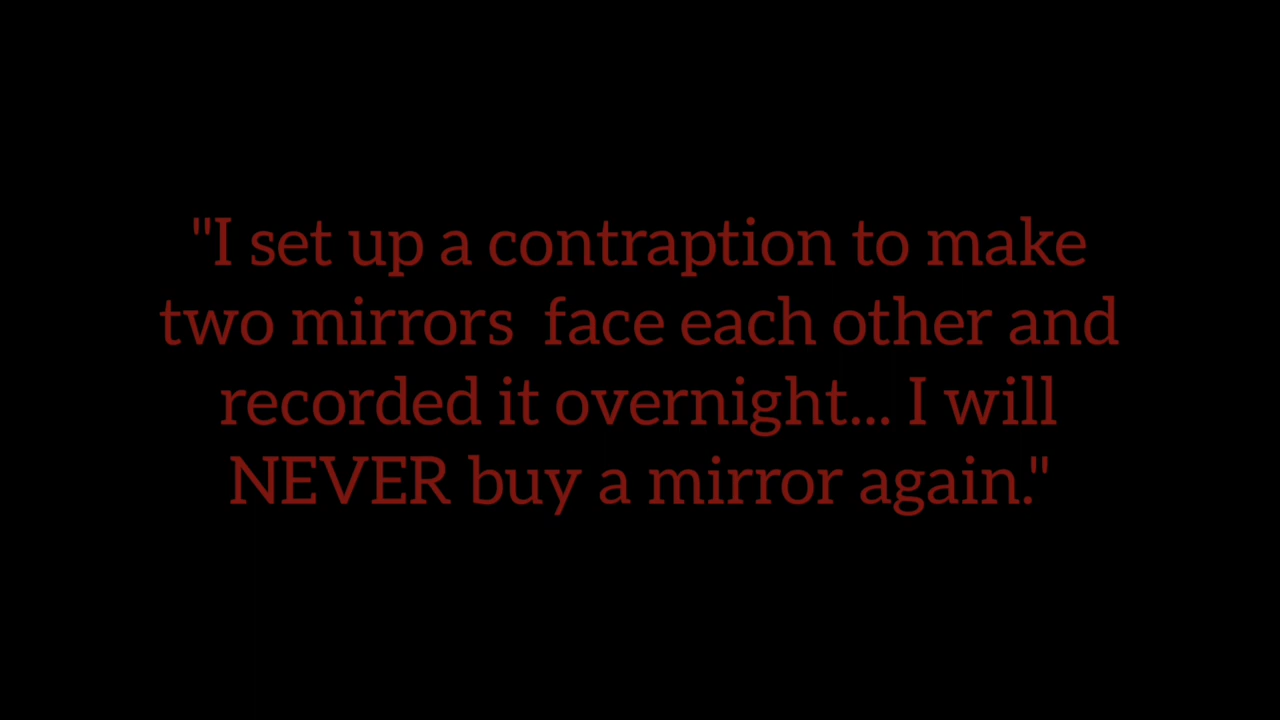 "I set up a contraption to make
two mirrors  face each other and
recorded it overnight... I will
NEVER buy a mirror again."